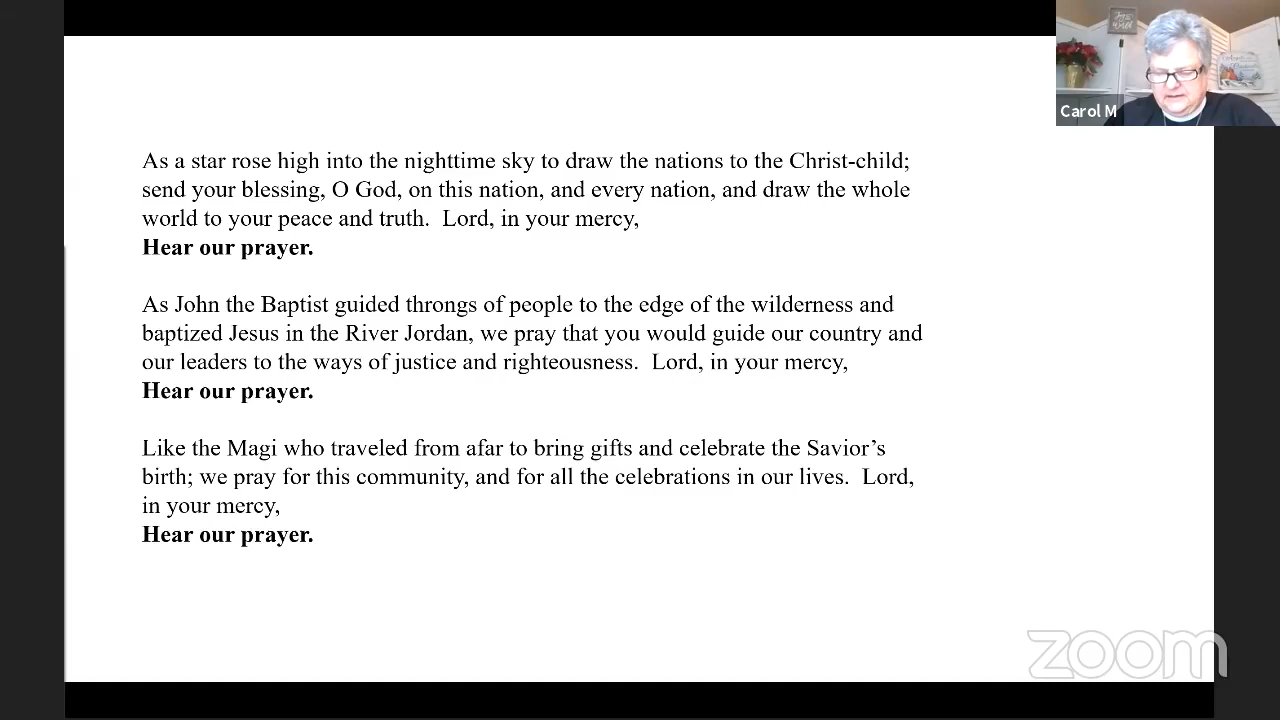 As a star rose high into the nighttime sky to draw the nations to the Christ-child;
send your blessing, O God, on this nation, and every nation, and draw the whole
world to your peace and truth.  Lord, in your mercy,
Hear our prayer.
As John the Baptist guided throngs of people to the edge of the wilderness and
baptized Jesus in the River Jordan, we pray that you would guide our country and
our leaders to the ways of justice and righteousness.  Lord, in your mercy,
Hear our prayer.
Like the Magi who traveled from afar to bring gifts and celebrate the Savior’s
birth; we pray for this community, and for all the celebrations in our lives.  Lord,
in your mercy,
Hear our prayer.
Carol M
zoom